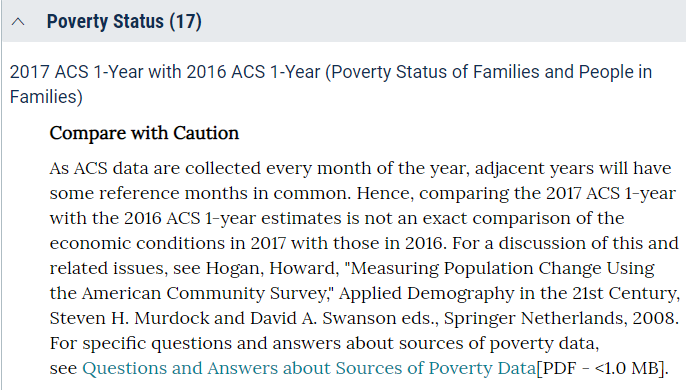 Poverty Status (17)
2017 ACS 1-Year with 2016 ACS 1-Year (Poverty Status of Families and People in
Families)
Compare with Caution
As ACS data are collected every month of the year, adjacent years will have
some reference months in common. Hence, comparing the 2017 ACS 1-year
with the 2016 ACS 1-year estimates is not an exact comparison of the
economic conditions in 2017 with those in 2016. For a discussion of this and
related issues, see Hogan, Howard, "Measuring Population Change Using
the American Community Survey," Applied Demography in the 21st Century,
Steven H. Murdock and David A. Swanson eds., Springer Netherlands, 2008.
For specific questions and answers about sources of poverty data,
see Questions and Answers about Sources of Poverty Data[PDF - <1.0 MB].